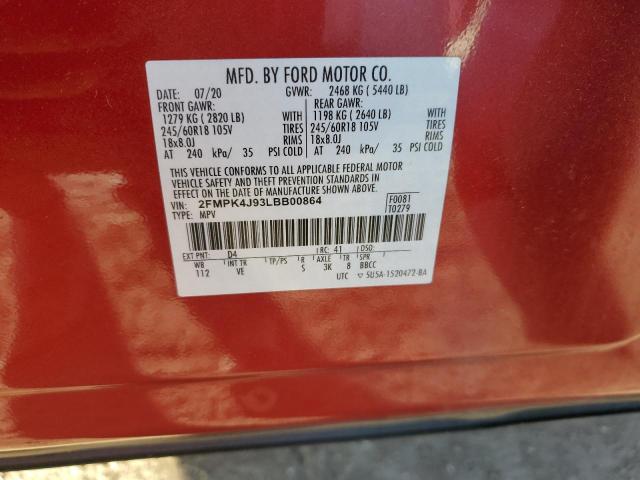 MFD. BY FORD MOTOR CO.
DATE: 07/20 GVWR: 2468 KG ( 5440 LB)
FRONT GAWR: REAR GAWR:
1279 KG ( 2820 LB) WITH 1198 KG ( 2640 LB) WITH
245/60R18 105V TIRES 245/60R18 105V TIRES
18x8.0J RIMS 18x8.0J RIMS
AT 240 kPa/ 35 PSI COLD AT 240 kPa/ 35 PSI COLD
THIS VEHICLE CONFORMS TO ALL APPLICABLE FEDERAL MOTOR
VEHICLE SAFETY AND THEFT PREVENTION STANDARDS IN
EFFECT ON THE DATE OF MANUFACTURE SHOWN ABOVE.
VIN: 2FMPK4J93LBB00864 F0081
TYPE: MPV T0279
EXT PNT: D4 RC: 41 DSO:
WB INT TR TP/PS R AXLE TR SPR
112 VE S 3K 8 BBCC
UTC ▽ 5U5A-1520472-BA